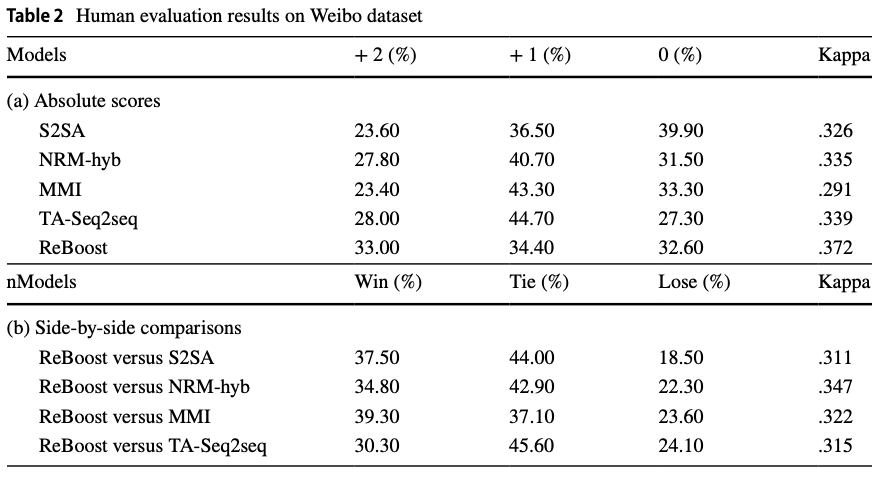 Table 2 Human evaluation results on Weibo dataset
Models + 2 (%) + 1 (%) 0 (%) Kappa
(a) Absolute scores
S2SA 23.60 36.50 39.90 .326
NRM-hyb 27.80 40.70 31.50 .335
MMI 23.40 43.30 33.30 .291
TA-Seq2seq 28.00 44.70 27.30 .339
ReBoost 33.00 34.40 32.60 .372
nModels Win (%) Tie (%) Lose (%) Kappa
(b) Side-by-side comparisons
ReBoost versus S2SA 37.50 44.00 18.50 .311
ReBoost versus NRM-hyb 34.80 42.90 22.30 .347
ReBoost versus MMI 39.30 37.10 23.60 .322
ReBoost versus TA-Seq2seq 30.30 45.60 24.10 .315